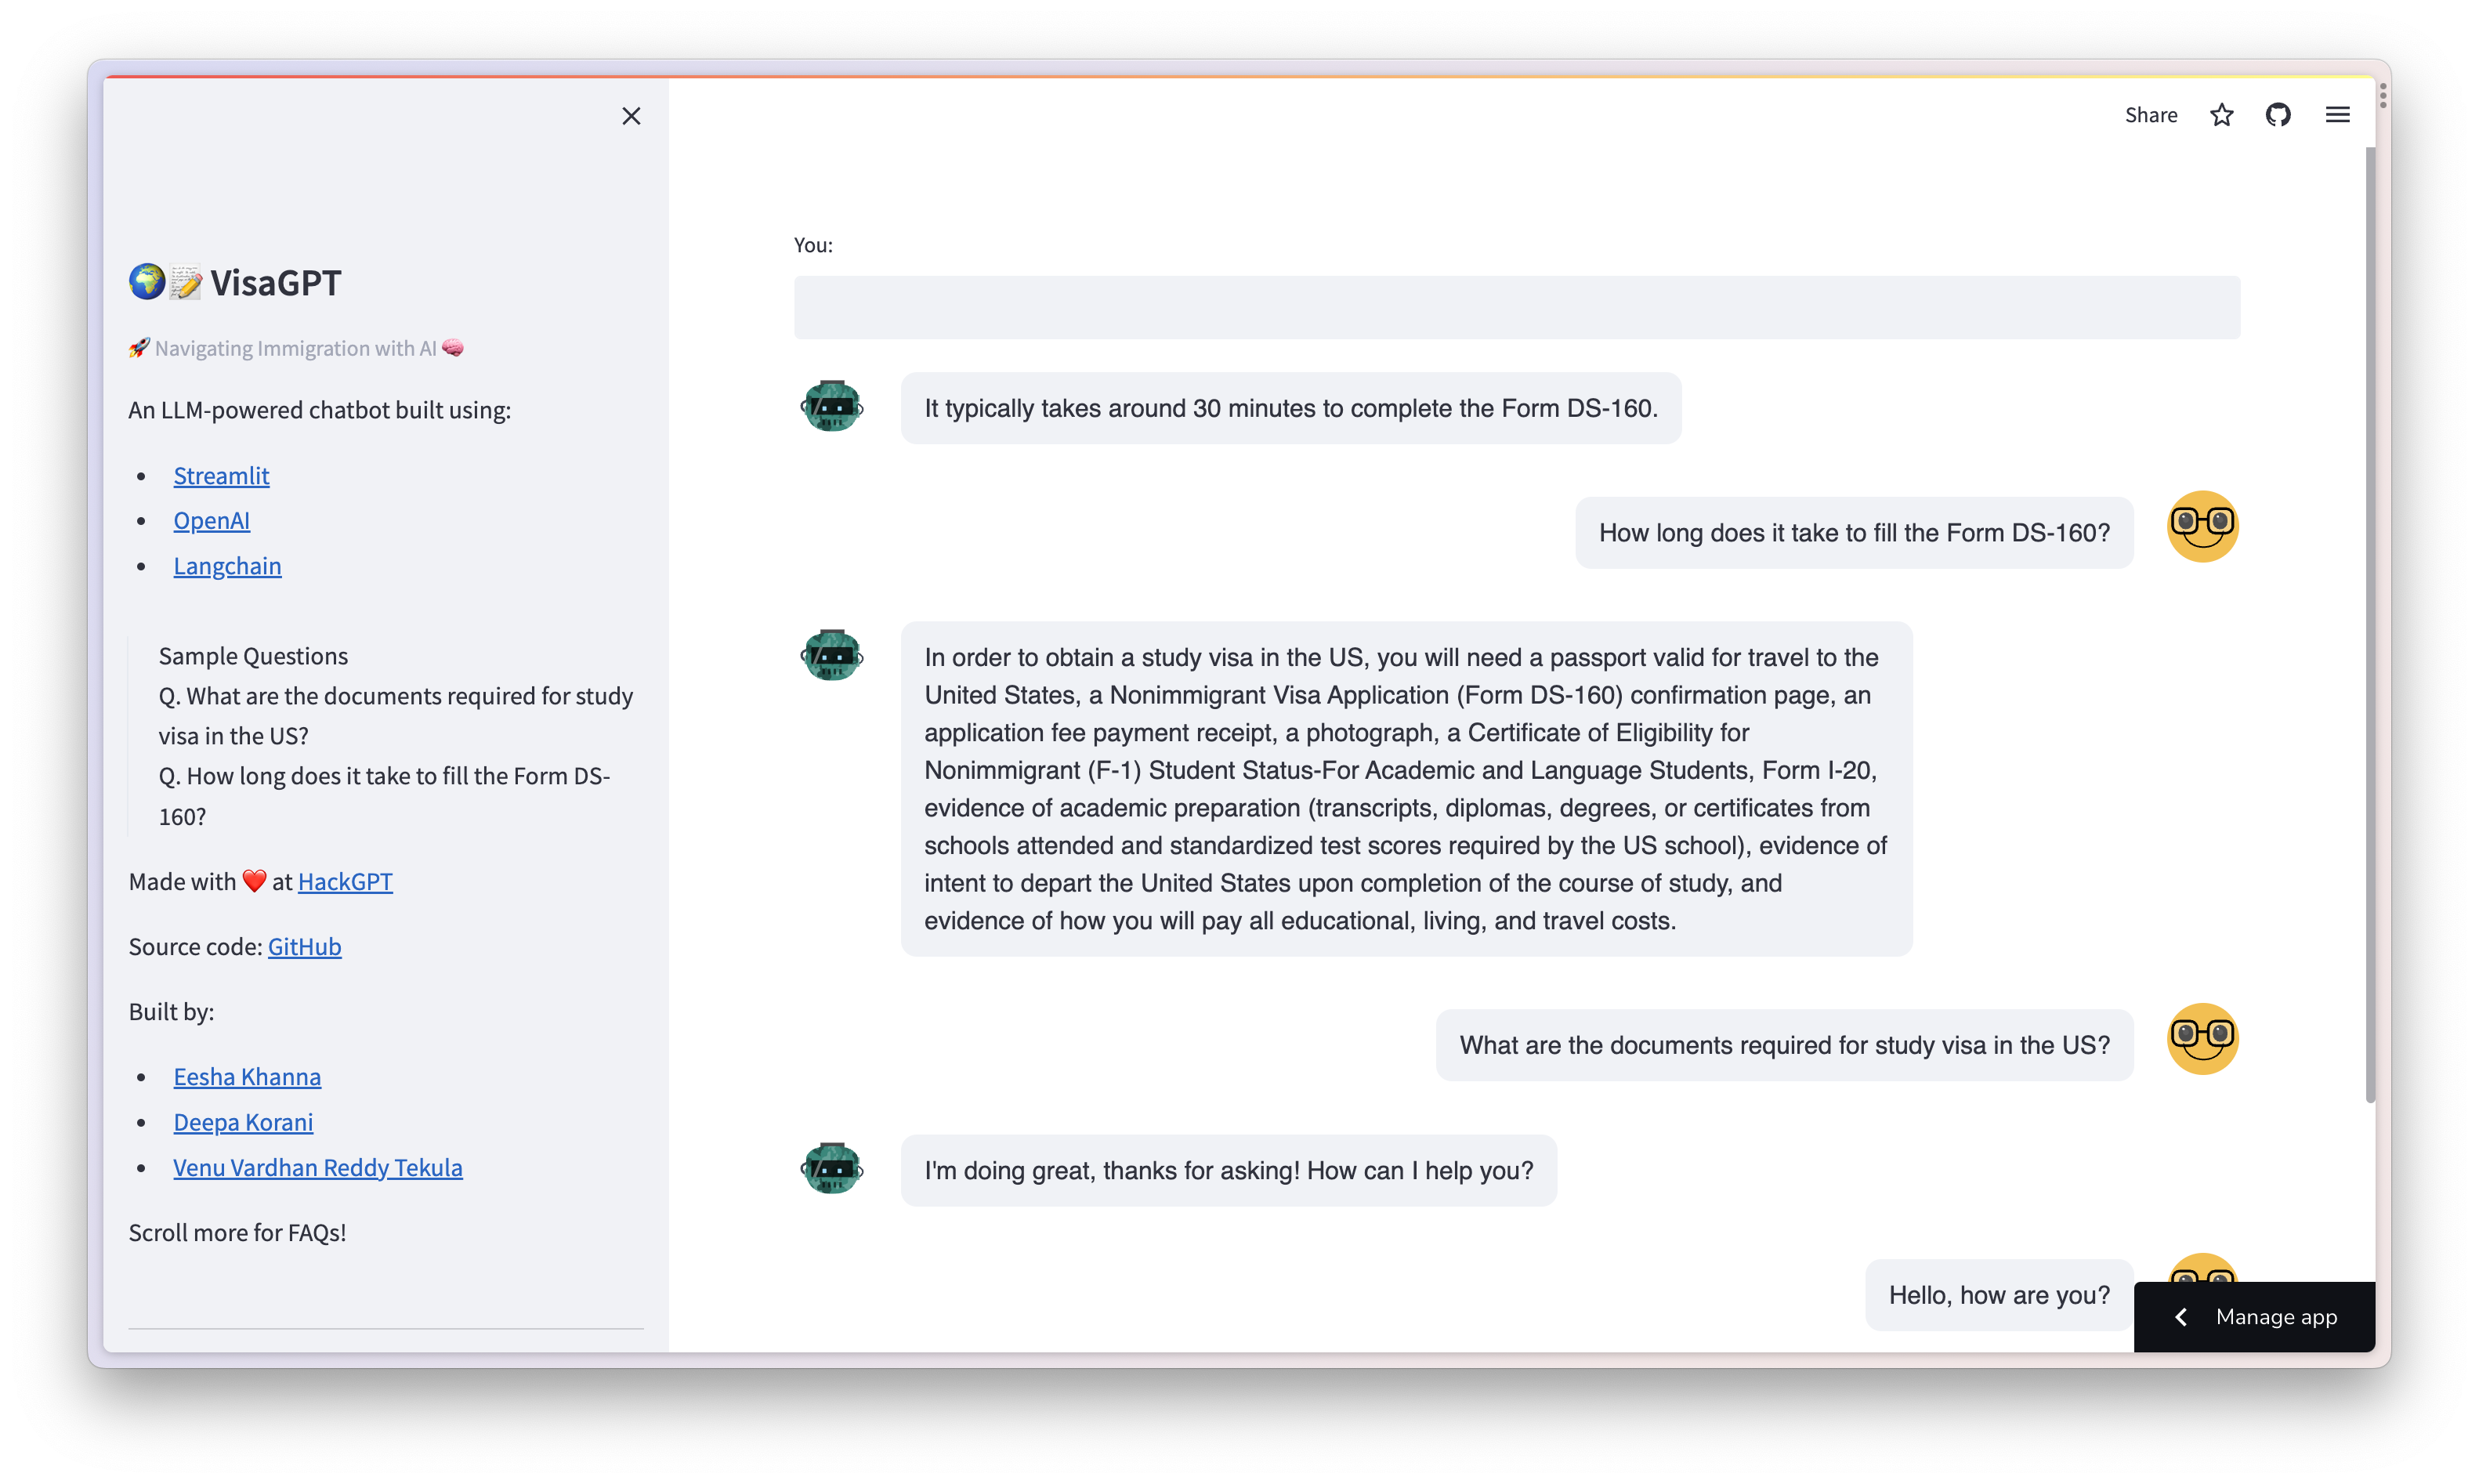 🌍📝 VisaGPT
🚀 Navigating Immigration with AI 🧠
An LLM-powered chatbot built using:
• Streamlit
• OpenAI
• Langchain
Sample Questions
Q. What are the documents required for study
visa in the US?
Q. How long does it take to fill the Form DS-
160?
Made with ❤️ at HackGPT
Source code: GitHub
Built by:
• Eesha Khanna
• Deepa Korani
• Venu Vardhan Reddy Tekula
Scroll more for FAQs!
Share
You:
It typically takes around 30 minutes to complete the Form DS-160.
How long does it take to fill the Form DS-160?
In order to obtain a study visa in the US, you will need a passport valid for travel to the
United States, a Nonimmigrant Visa Application (Form DS-160) confirmation page, an
application fee payment receipt, a photograph, a Certificate of Eligibility for
Nonimmigrant (F-1) Student Status-For Academic and Language Students, Form I-20,
evidence of academic preparation (transcripts, diplomas, degrees, or certificates from
schools attended and standardized test scores required by the US school), evidence of
intent to depart the United States upon completion of the course of study, and
evidence of how you will pay all educational, living, and travel costs.
What are the documents required for study visa in the US?
I'm doing great, thanks for asking! How can I help you?
Hello, how are you?
Manage app